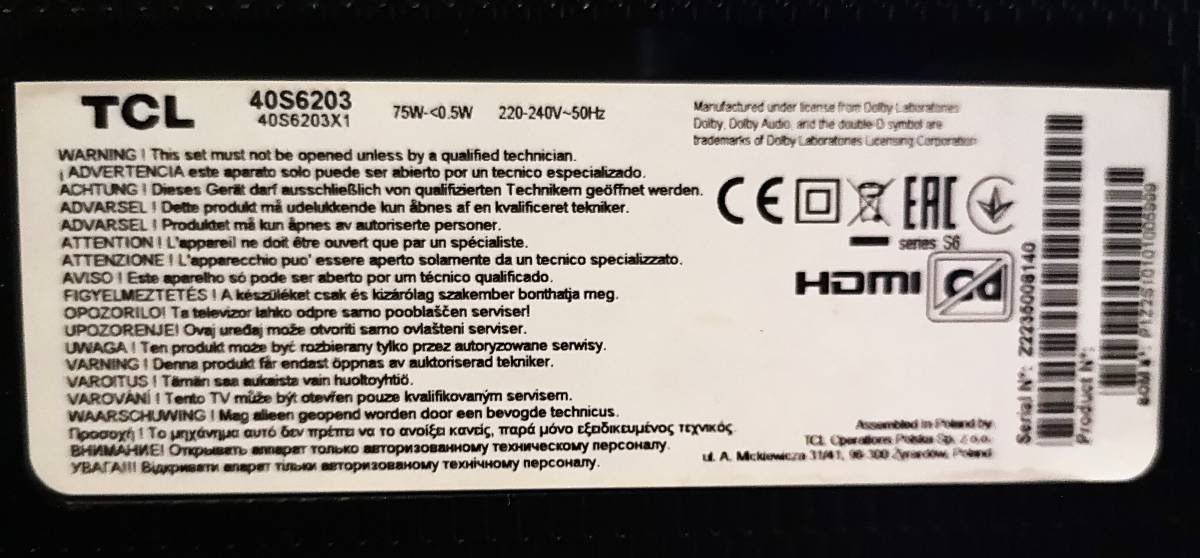 TCL
40S6203
40S6203X1
75W-<0.5W 220-240V~50Hz
Manufactured under license from Dolby Laboratories
Dolby, Dolby Audio, and the double-D symbol are
trademarks of Dolby Laboratories Licensing Corporation
WARNING ! This set must not be opened unless by a qualified technician.
¡ ADVERTENCIA este aparato solo puede ser abierto por un tecnico especializado.
ACHTUNG ! Dieses Gerät darf ausschließlich von qualifizierten Technikern geöffnet werden.
ADVARSEL ! Dette produkt må udelukkende kun åbnes af en kvalificeret tekniker.
ADVARSEL ! Produktet må kun åpnes av autoriserte personer.
ATTENTION ! L'appareil ne doit être ouvert que par un spécialiste.
ATTENZIONE ! L'apparecchio puo' essere aperto solamente da un tecnico specializzato.
AVISO ! Este aparelho só pode ser aberto por um técnico qualificado.
FIGYELMEZTETÉS ! A készüléket csak és kizárólag szakember bonthatja meg.
OPOZORILO! Ta televizor lahko odpre samo pooblaščen serviser!
UPOZORENJE! Ovaj uređaj može otvoriti samo ovlašteni serviser.
UWAGA ! Ten produkt może być rozbierany tylko przez autoryzowane serwisy.
VARNING ! Denna produkt får endast öppnas av auktoriserad tekniker.
VAROITUS ! Tämän saa aukaista vain huoltoyhtiö.
VAROVÁNÍ ! Tento TV může být otevřen pouze kvalifikovaným servisem.
WAARSCHUWING ! Mag alleen geopend worden door een bevoegde technicus.
Προσοχή ! Το μηχάνημα αυτό δεν πρέπει να το ανοίξει κανείς, παρά μόνο εξειδικευμένος τεχνικός
ВНИМАНИЕ! Открывать аппарат только авторизованному техническому персоналу.
УВАГА!!! Відкривати апарат тільки авторизованому технічному персоналу.
CE EAC
series S6
HDMI Cd
Assembled in Poland by:
TCL Operations Polska Sp. z o.o.
ul. A. Mickiewicza 31/41, 96-300 Żyrardów, Poland
Serial N°: Z2235008140
Product N°:
BOM N°: